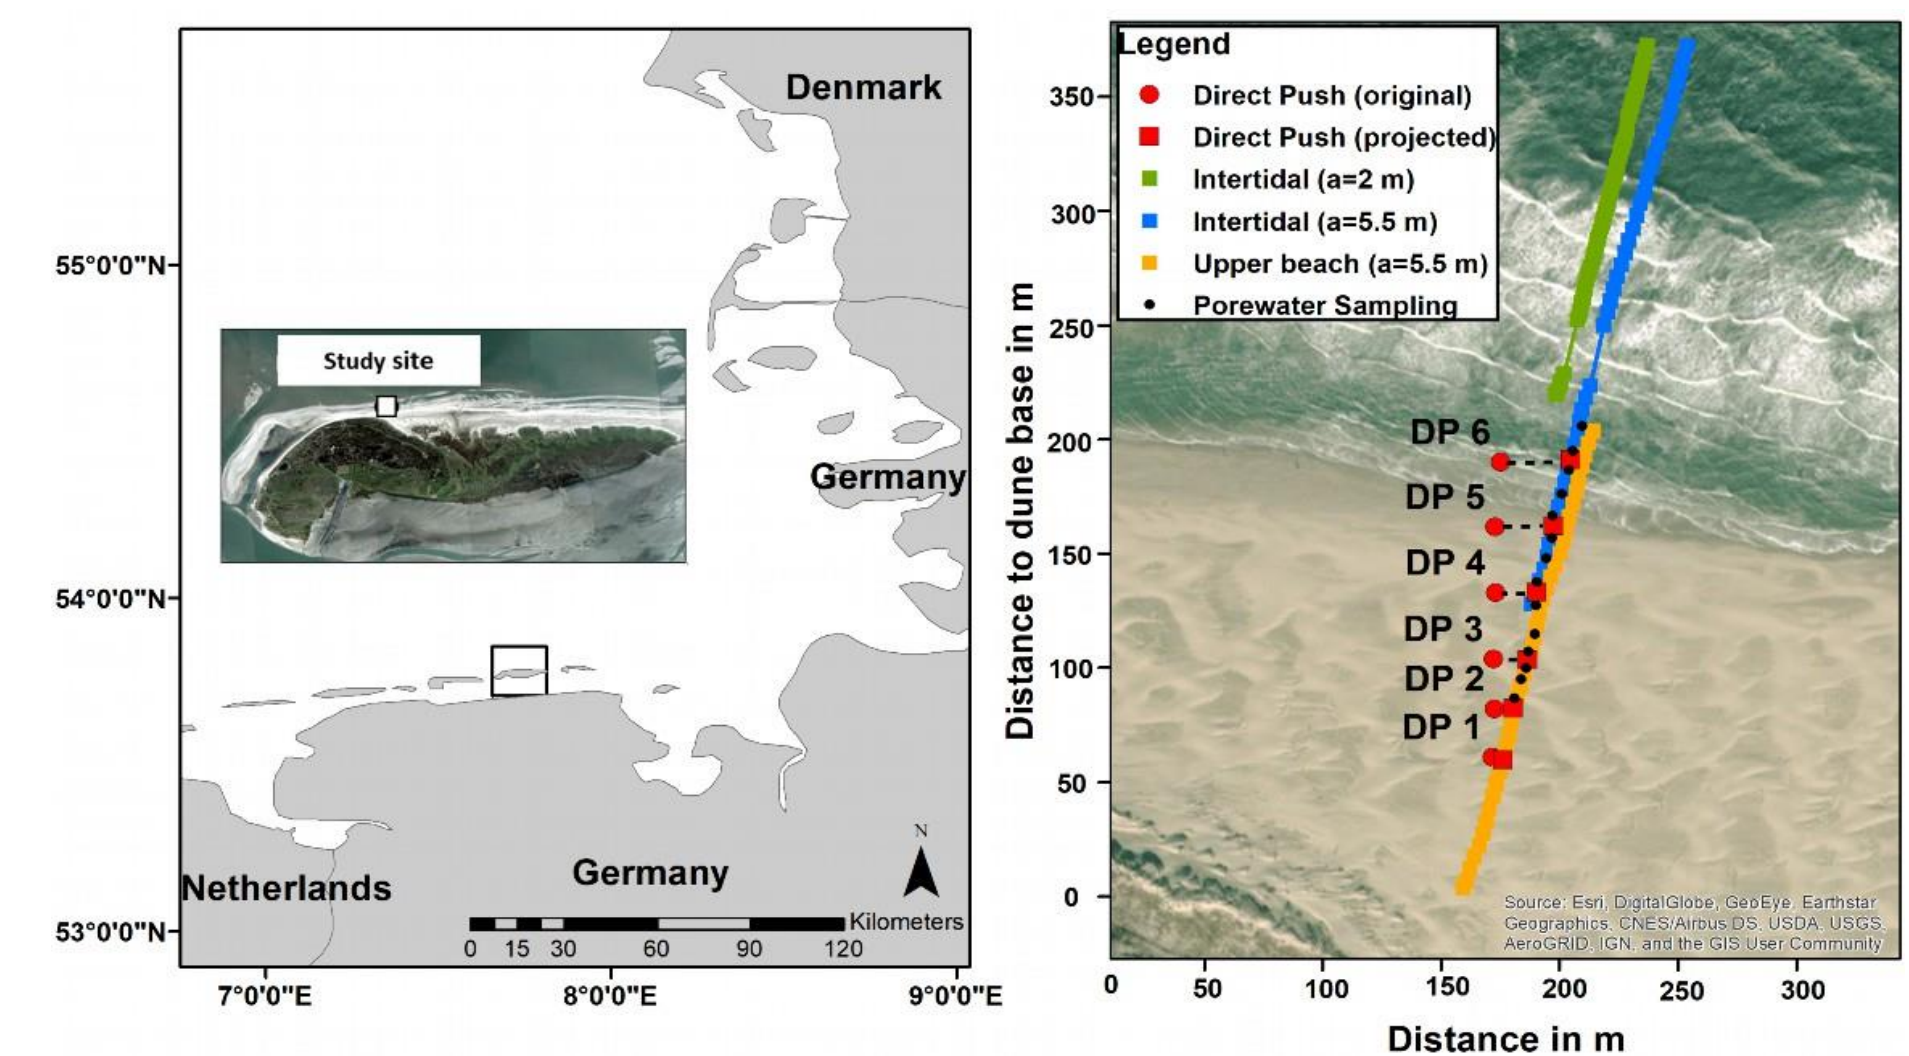 Denmark
55°0'0"N
Study site
Germany
54°0'0"N
N
Netherlands
Germany
Kilometers
53°0'0"N
0 15 30 60 90 120
7°0'0"E 8°0'0"E 9°0'0"E
Legend
Direct Push (original)
Direct Push (projected)
Intertidal (a=2 m)
Intertidal (a=5.5 m)
Upper beach (a=5.5 m)
Porewater Sampling
Distance to dune base in m
350
300
250
200
150
100
50
0
DP 6
DP 5
DP 4
DP 3
DP 2
DP 1
Source: Esri, DigitalGlobe, GeoEye, Earthstar
Geographics, CNES/Airbus DS, USDA, USGS,
AeroGRID, IGN, and the GIS User Community
0 50 100 150 200 250 300
Distance in m